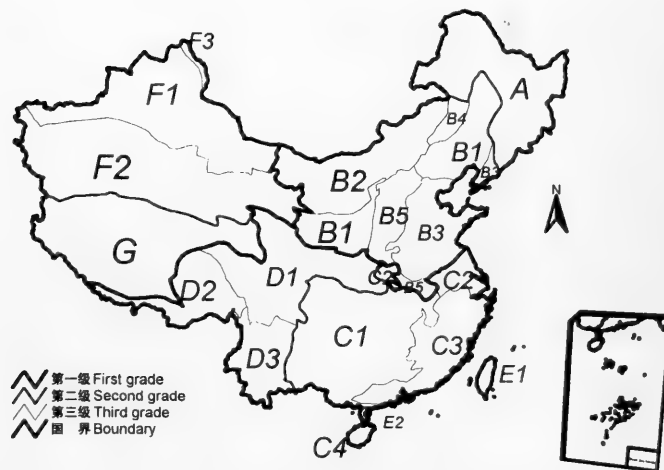 F3
F1
A
B4
F2
B1
B2
B3
N
B5
B1
B3
G
D1
C2
B5
C2
D2
C1
C3
D3
E1
第一级 First grade
第二级 Second grade
第三级 Third grade
国 界 Boundary
E2
C4